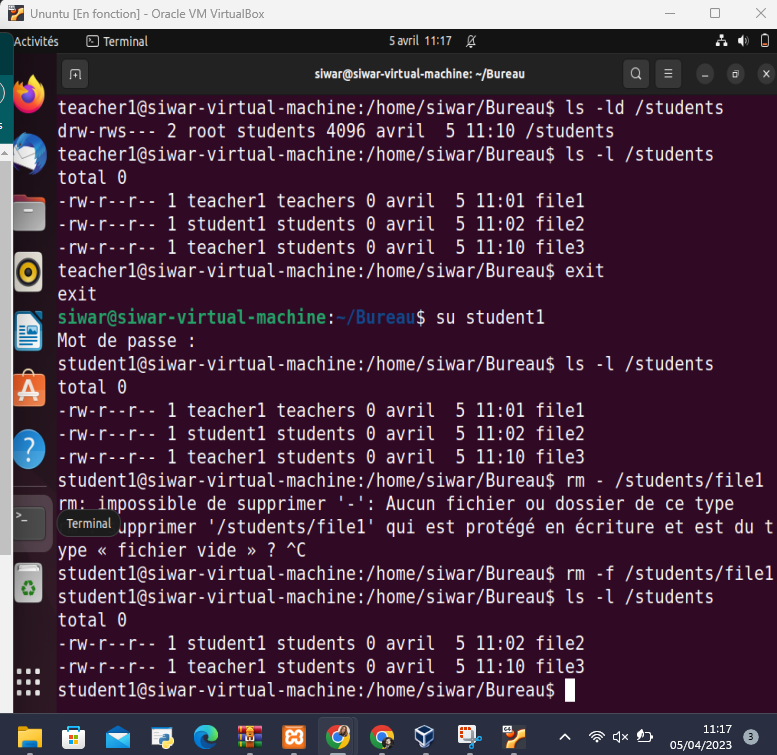 Ununtu [En fonction] - Oracle VM VirtualBox
Activités
Terminal
5 avril 11:17
siwar@siwar-virtual-machine: ~/Bureau
teacher1@siwar-virtual-machine:/home/siwar/Bureau$ ls -ld /students
drw-rws--- 2 root students 4096 avril  5 11:10 /students
teacher1@siwar-virtual-machine:/home/siwar/Bureau$ ls -l /students
total 0
-rw-r--r-- 1 teacher1 teachers 0 avril  5 11:01 file1
-rw-r--r-- 1 student1 students 0 avril  5 11:02 file2
-rw-r--r-- 1 teacher1 students 0 avril  5 11:10 file3
teacher1@siwar-virtual-machine:/home/siwar/Bureau$ exit
exit
siwar@siwar-virtual-machine:~/Bureau$ su student1
Mot de passe :
student1@siwar-virtual-machine:/home/siwar/Bureau$ ls -l /students
total 0
-rw-r--r-- 1 teacher1 teachers 0 avril  5 11:01 file1
-rw-r--r-- 1 student1 students 0 avril  5 11:02 file2
-rw-r--r-- 1 teacher1 students 0 avril  5 11:10 file3
student1@siwar-virtual-machine:/home/siwar/Bureau$ rm - /students/file1
rm: impossible de supprimer '-': Aucun fichier ou dossier de ce type
Terminal
upprimer '/students/file1' qui est protégé en écriture et est du t
ype « fichier vide » ? ^C
student1@siwar-virtual-machine:/home/siwar/Bureau$ rm -f /students/file1
student1@siwar-virtual-machine:/home/siwar/Bureau$ ls -l /students
total 0
-rw-r--r-- 1 student1 students 0 avril  5 11:02 file2
-rw-r--r-- 1 teacher1 students 0 avril  5 11:10 file3
student1@siwar-virtual-machine:/home/siwar/Bureau$
11:17
05/04/2023
3